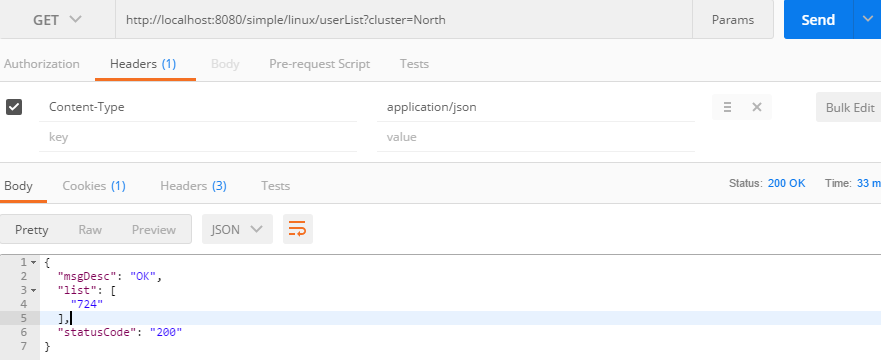 GET http://localhost:8080/simple/linux/userList?cluster=North Params Send
Authorization Headers (1) Body Pre-request Script Tests
Content-Type application/json Bulk Edit
key value
Body Cookies (1) Headers (3) Tests Status: 200 OK Time: 33 m
Pretty Raw Preview JSON
1 {
2 "msgDesc": "OK",
3 "list": [
4 "724"
5 ],
6 "statusCode": "200"
7 }